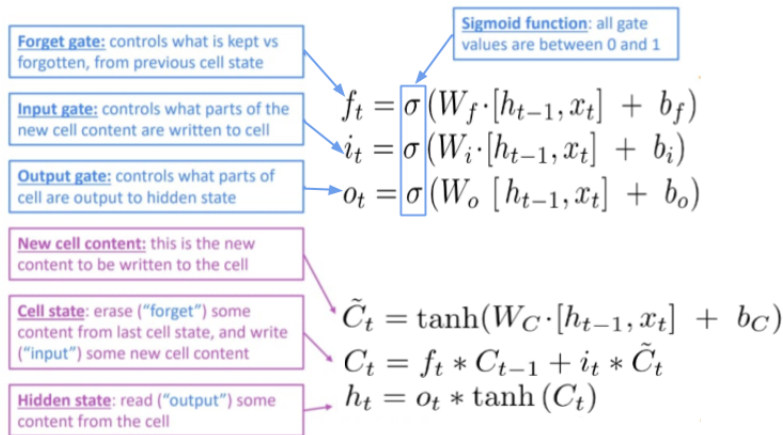 Sigmoid function: all gate
values are between 0 and 1
Forget gate: controls what is kept vs
forgotten, from previous cell state
Input gate: controls what parts of the
new cell content are written to cell
Output gate: controls what parts of
cell are output to hidden state
f_t = σ(W_f·[h_{t−1}, x_t] + b_f)
i_t = σ(W_i·[h_{t−1}, x_t] + b_i)
o_t = σ(W_o [h_{t−1}, x_t] + b_o)
New cell content: this is the new
content to be written to the cell
Cell state: erase (“forget”) some
content from last cell state, and write
(“input”) some new cell content
Hidden state: read (“output”) some
content from the cell
C̃_t = tanh(W_C·[h_{t−1}, x_t] + b_C)
C_t = f_t * C_{t−1} + i_t * C̃_t
h_t = o_t * tanh (C_t)